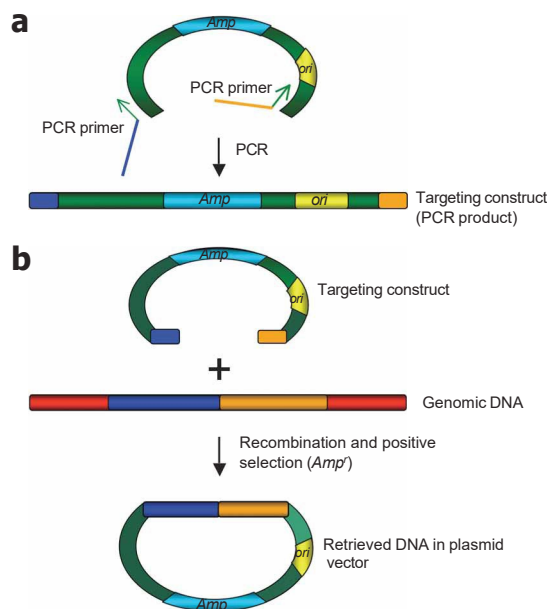 a
Amp
ori
PCR primer
PCR primer
PCR
Amp
ori
Targeting construct
(PCR product)
b
Amp
ori
Targeting construct
+
Genomic DNA
Recombination and positive
selection (Ampʳ)
ori
Retrieved DNA in plasmid
vector
Amp